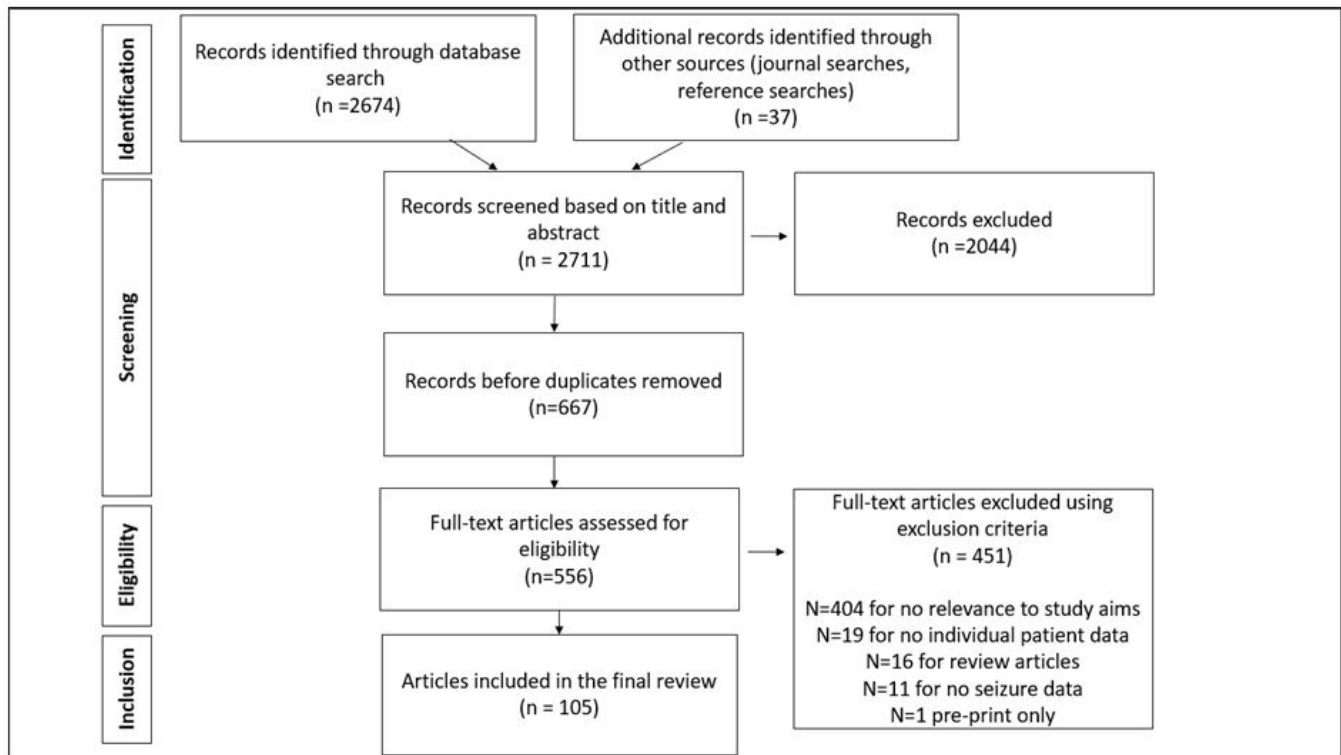 Identification
Records identified through database
search
(n =2674)
Additional records identified through
other sources (journal searches,
reference searches)
(n =37)
Screening
Records screened based on title and
abstract
(n = 2711)
Records excluded
(n =2044)
Records before duplicates removed
(n=667)
Eligibility
Full-text articles assessed for
eligibility
(n=556)
Full-text articles excluded using
exclusion criteria
(n = 451)
N=404 for no relevance to study aims
N=19 for no individual patient data
N=16 for review articles
N=11 for no seizure data
N=1 pre-print only
Inclusion
Articles included in the final review
(n = 105)